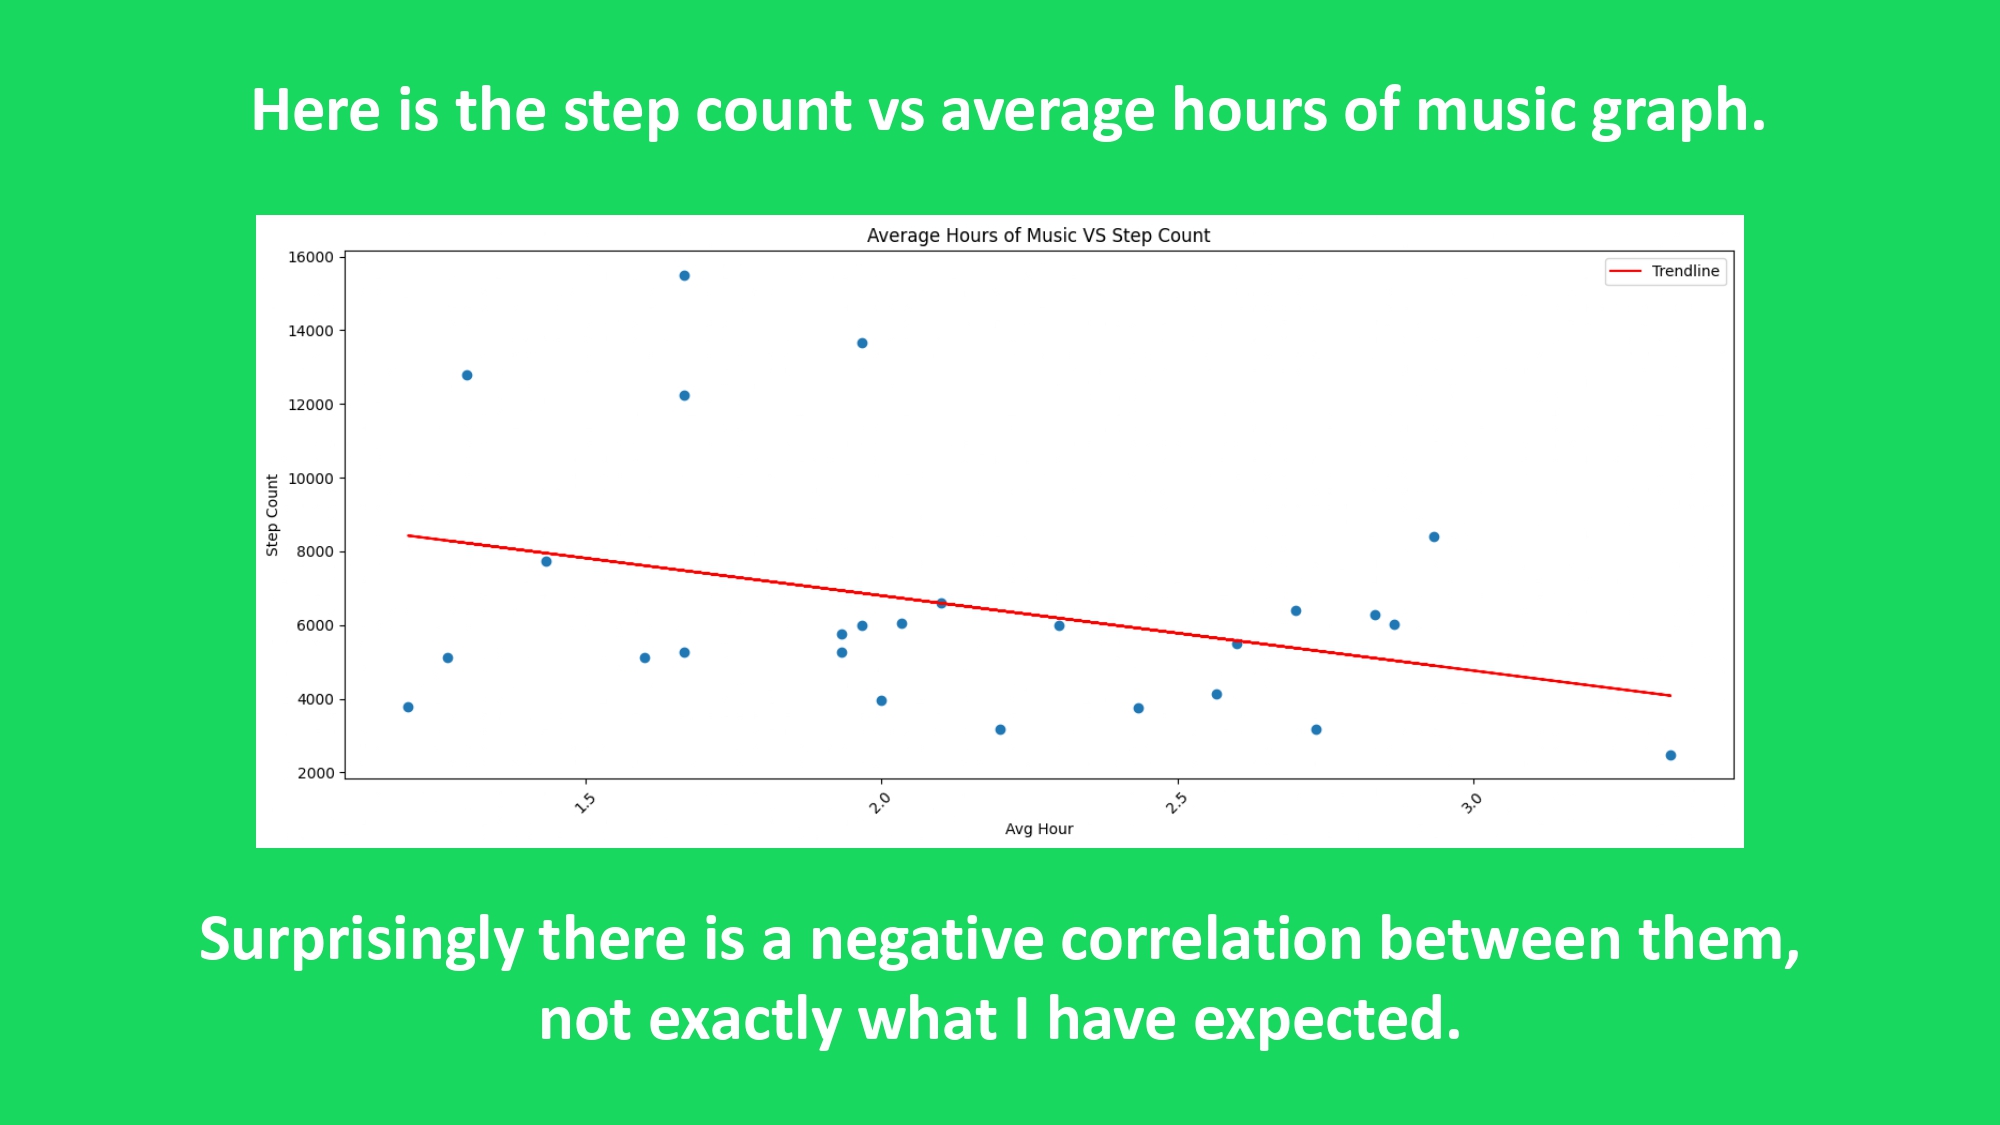 Here is the step count vs average hours of music graph.
Average Hours of Music VS Step Count
Trendline
16000
14000
12000
10000
8000
6000
4000
2000
Step Count
1.5
2.0
2.5
3.0
Avg Hour
Surprisingly there is a negative correlation between them,
not exactly what I have expected.